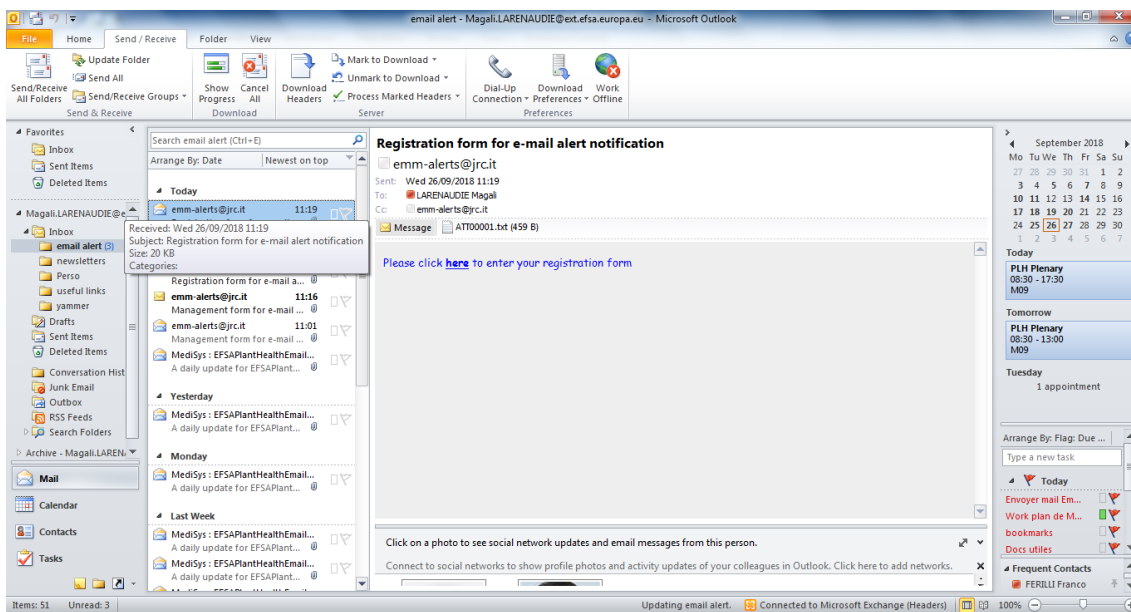 email alert - Magali.LARENAUDIE@ext.efsa.europa.eu - Microsoft Outlook
File Home Send / Receive Folder View
Send/Receive All Folders
Update Folder
Send All
Send/Receive Groups
Send & Receive
Show Progress
Cancel All
Download
Download Headers
Mark to Download
Unmark to Download
Process Marked Headers
Server
Dial-Up Connection
Download Preferences
Work Offline
Preferences
Favorites
Inbox
Sent Items
Deleted Items
Magali.LARENAUDIE@e
Inbox
email alert (3)
newsletters
Perso
useful links
yammer
Drafts
Sent Items
Deleted Items
Conversation Hist
Junk Email
Outbox
RSS Feeds
Search Folders
Archive - Magali.LAREN
Mail
Calendar
Contacts
Tasks
Search email alert (Ctrl+E)
Arrange By: Date Newest on top
Today
emm-alerts@jrc.it 11:19
Received: Wed 26/09/2018 11:19
Subject: Registration form for e-mail alert notification
Size: 20 KB
Categories:
Registration form for e-mail a...
emm-alerts@jrc.it 11:16
Management form for e-mail ...
emm-alerts@jrc.it 11:01
Management form for e-mail ...
MediSys : EFSAPlantHealthEmail...
A daily update for EFSAPlant...
Yesterday
MediSys : EFSAPlantHealthEmail...
A daily update for EFSAPlant...
Monday
MediSys : EFSAPlantHealthEmail...
A daily update for EFSAPlant...
Last Week
MediSys : EFSAPlantHealthEmail...
A daily update for EFSAPlant...
MediSys : EFSAPlantHealthEmail...
A daily update for EFSAPlant...
Registration form for e-mail alert notification
emm-alerts@jrc.it
Sent: Wed 26/09/2018 11:19
To: LARENAUDIE Magali
Cc: emm-alerts@jrc.it
Message ATT00001.txt (459 B)
Please click here to enter your registration form
Click on a photo to see social network updates and email messages from this person.
Connect to social networks to show profile photos and activity updates of your colleagues in Outlook. Click here to add networks.
September 2018
Mo Tu We Th Fr Sa Su
27 28 29 30 31 1 2
3 4 5 6 7 8 9
10 11 12 13 14 15 16
17 18 19 20 21 22 23
24 25 26 27 28 29 30
1 2 3 4 5 6 7
Today
PLH Plenary
08:30 - 17:30
M09
Tomorrow
PLH Plenary
08:30 - 13:00
M09
Tuesday
1 appointment
Arrange By: Flag: Due ...
Type a new task
Today
Envoyer mail Em...
Work plan de M...
bookmarks
Docs utiles
Frequent Contacts
FERILLI Franco
Items: 51 Unread: 3 Updating email alert. Connected to Microsoft Exchange (Headers) 100%